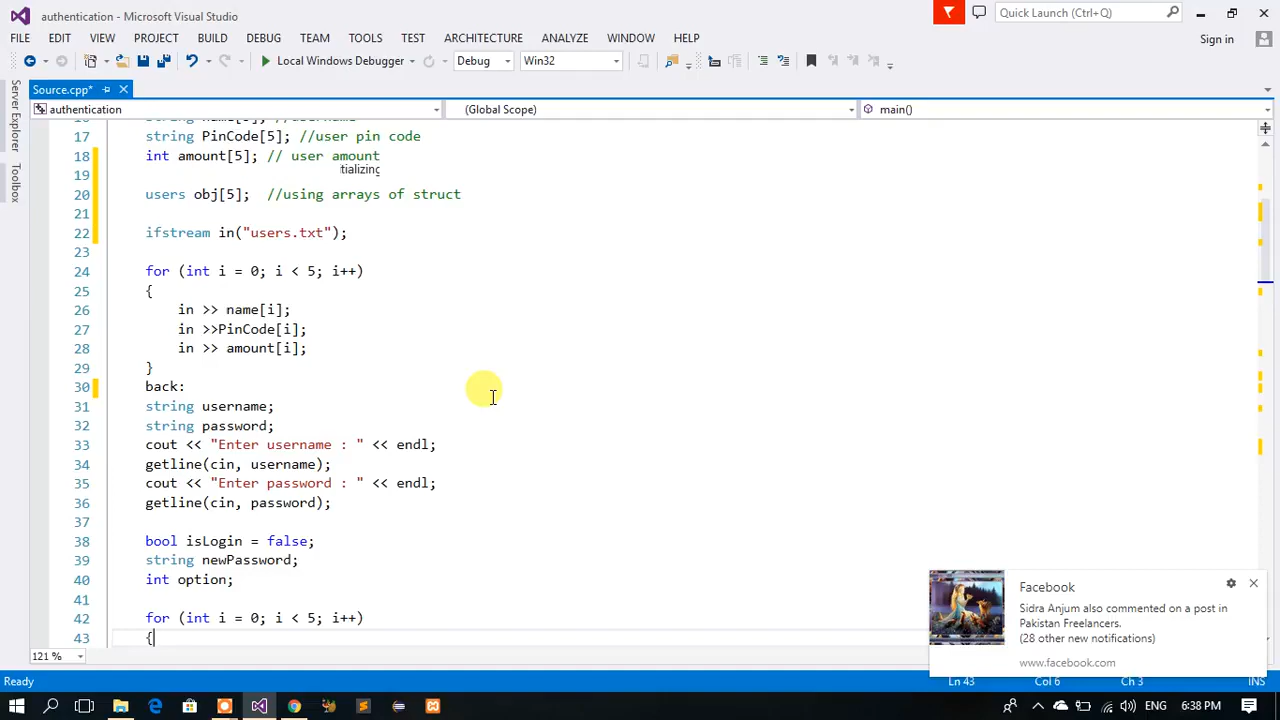 authentication - Microsoft Visual Studio
Quick Launch (Ctrl+Q)
FILE EDIT VIEW PROJECT BUILD DEBUG TEAM TOOLS TEST ARCHITECTURE ANALYZE WINDOW HELP
Sign in
Local Windows Debugger Debug Win32
Server Explorer
Toolbox
Source.cpp*
authentication (Global Scope) main()
17 string PinCode[5]; //user pin code
18 int amount[5]; // user amount
tializing
19
20 users obj[5]; //using arrays of struct
21
22 ifstream in("users.txt");
23
24 for (int i = 0; i < 5; i++)
25 {
26 in >> name[i];
27 in >>PinCode[i];
28 in >> amount[i];
29 }
30 back:
31 string username;
32 string password;
33 cout << "Enter username : " << endl;
34 getline(cin, username);
35 cout << "Enter password : " << endl;
36 getline(cin, password);
37
38 bool isLogin = false;
39 string newPassword;
40 int option;
41
42 for (int i = 0; i < 5; i++)
43 {
121 %
Facebook
Sidra Anjum also commented on a post in
Pakistan Freelancers.
(28 other new notifications)
www.facebook.com
Ready Ln 43 Col 6 Ch 3 INS
ENG 6:38 PM